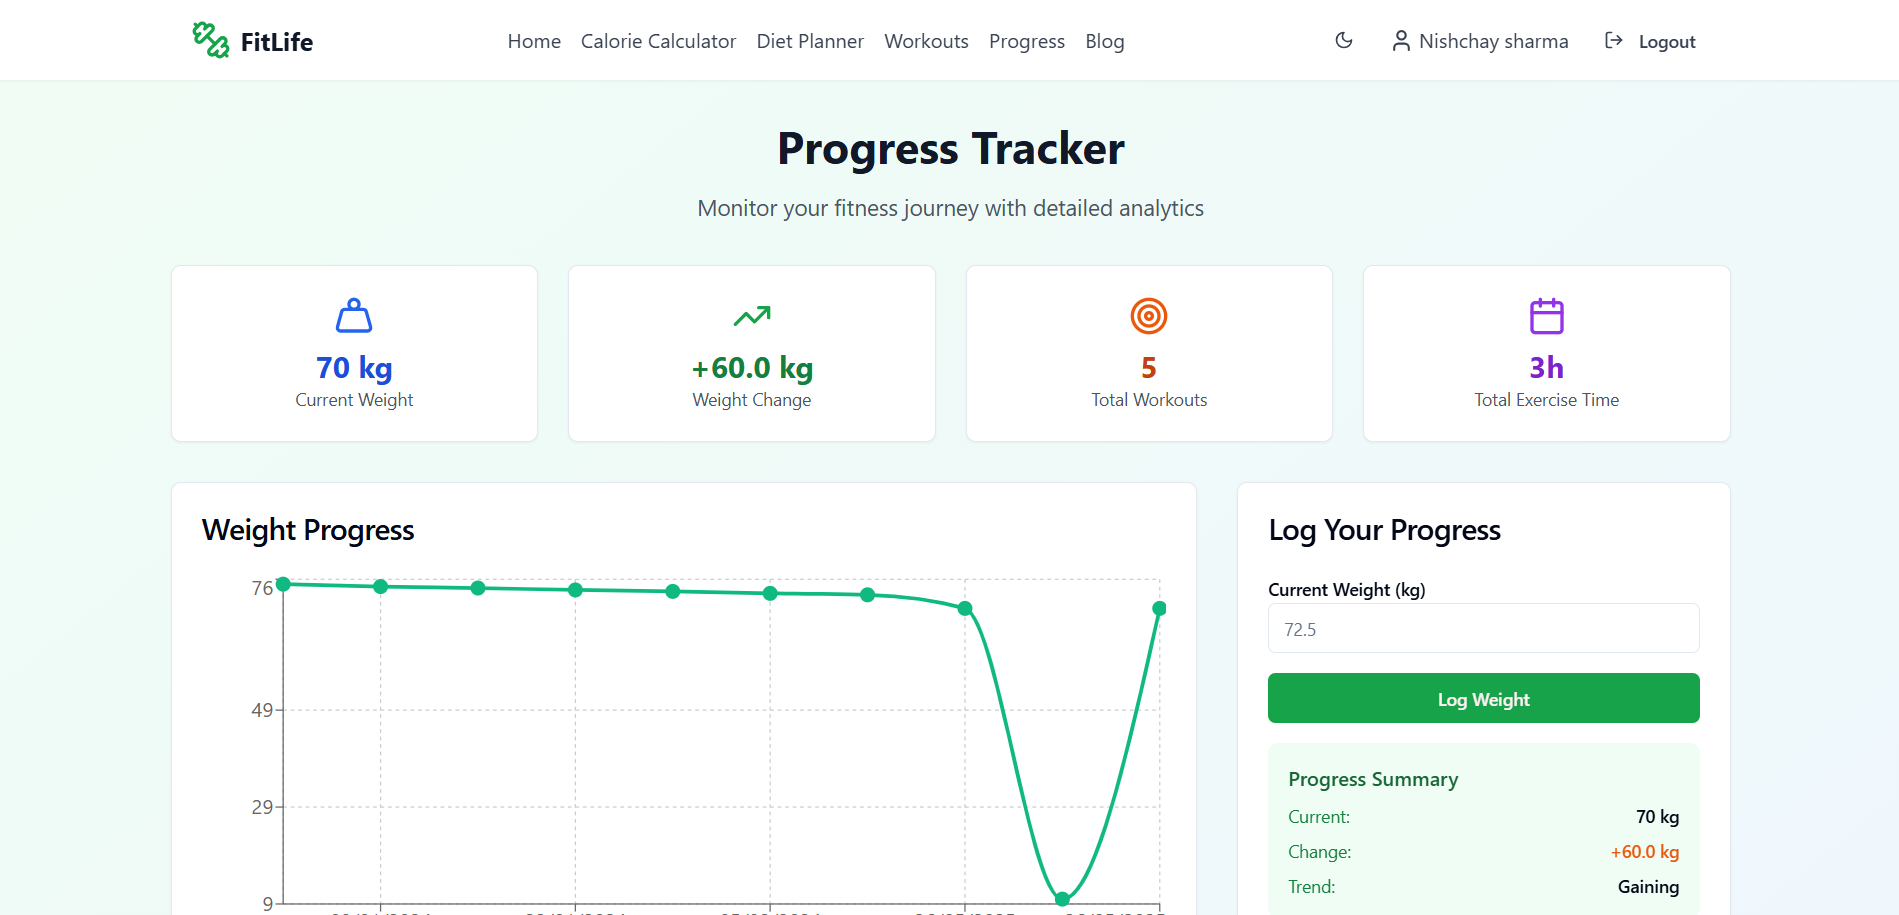 FitLife
Home Calorie Calculator Diet Planner Workouts Progress Blog
Nishchay sharma
Logout
Progress Tracker
Monitor your fitness journey with detailed analytics
70 kg
Current Weight
+60.0 kg
Weight Change
5
Total Workouts
3h
Total Exercise Time
Weight Progress
76
49
29
9
Log Your Progress
Current Weight (kg)
72.5
Log Weight
Progress Summary
Current: 70 kg
Change: +60.0 kg
Trend: Gaining